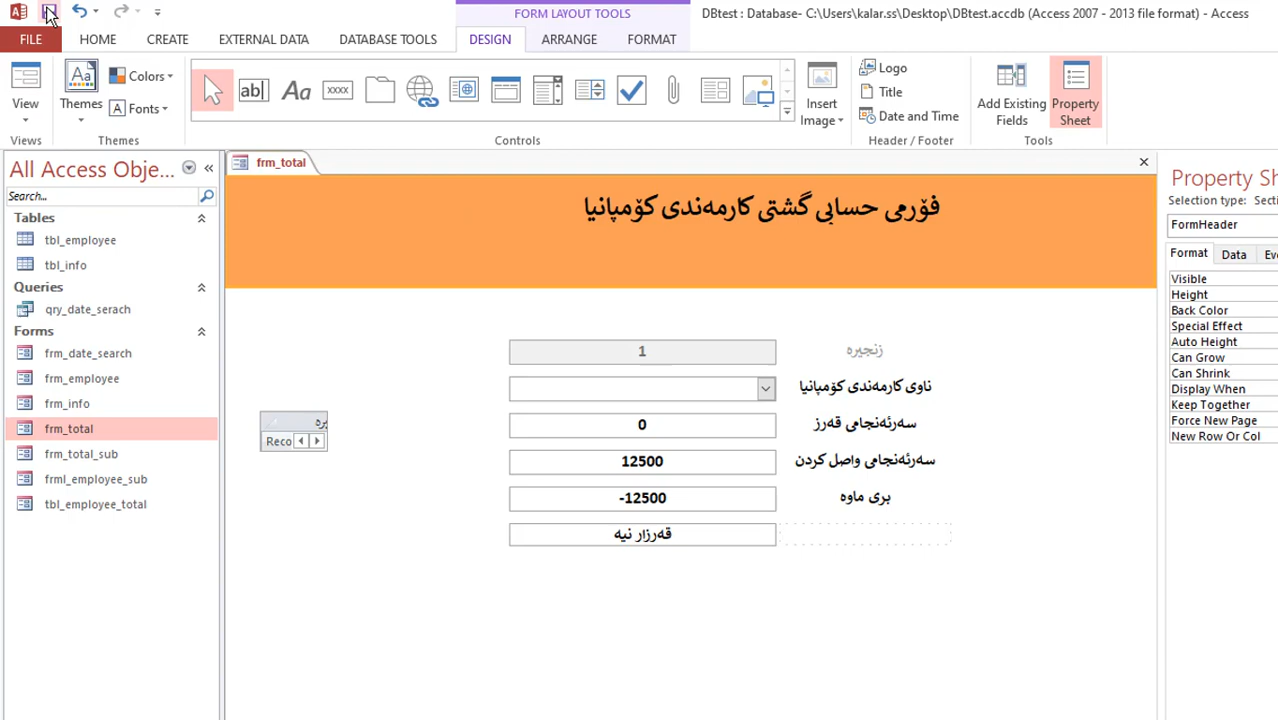 DBtest : Database- C:\Users\kalar.ss\Desktop\DBtest.accdb (Access 2007 - 2013 file format) - Access
FORM LAYOUT TOOLS
FILE HOME CREATE EXTERNAL DATA DATABASE TOOLS DESIGN ARRANGE FORMAT
View
Views
Themes
Colors
Fonts
Themes
Aa
ab|
Aa
xxxx
Controls
Insert
Image
Logo
Title
Date and Time
Header / Footer
Add Existing
Fields
Property
Sheet
Tools
All Access Obje...
Search...
Tables
tbl_employee
tbl_info
Queries
qry_date_serach
Forms
frm_date_search
frm_employee
frm_info
frm_total
frm_total_sub
frml_employee_sub
tbl_employee_total
frm_total
فۆرمی حسابی گشتی کارمەندی کۆمپانیا
زنجیرە 1
ناوی کارمەندی کۆمپانیا
سەرئەنجامی قەرز 0
سەرئەنجامی واصل کردن 12500
بری ماوە -12500
قەرزار نیە
یرە
Reco
Property Sh
Selection type: Secti
FormHeader
Format Data Eve
Visible
Height
Back Color
Special Effect
Auto Height
Can Grow
Can Shrink
Display When
Keep Together
Force New Page
New Row Or Col